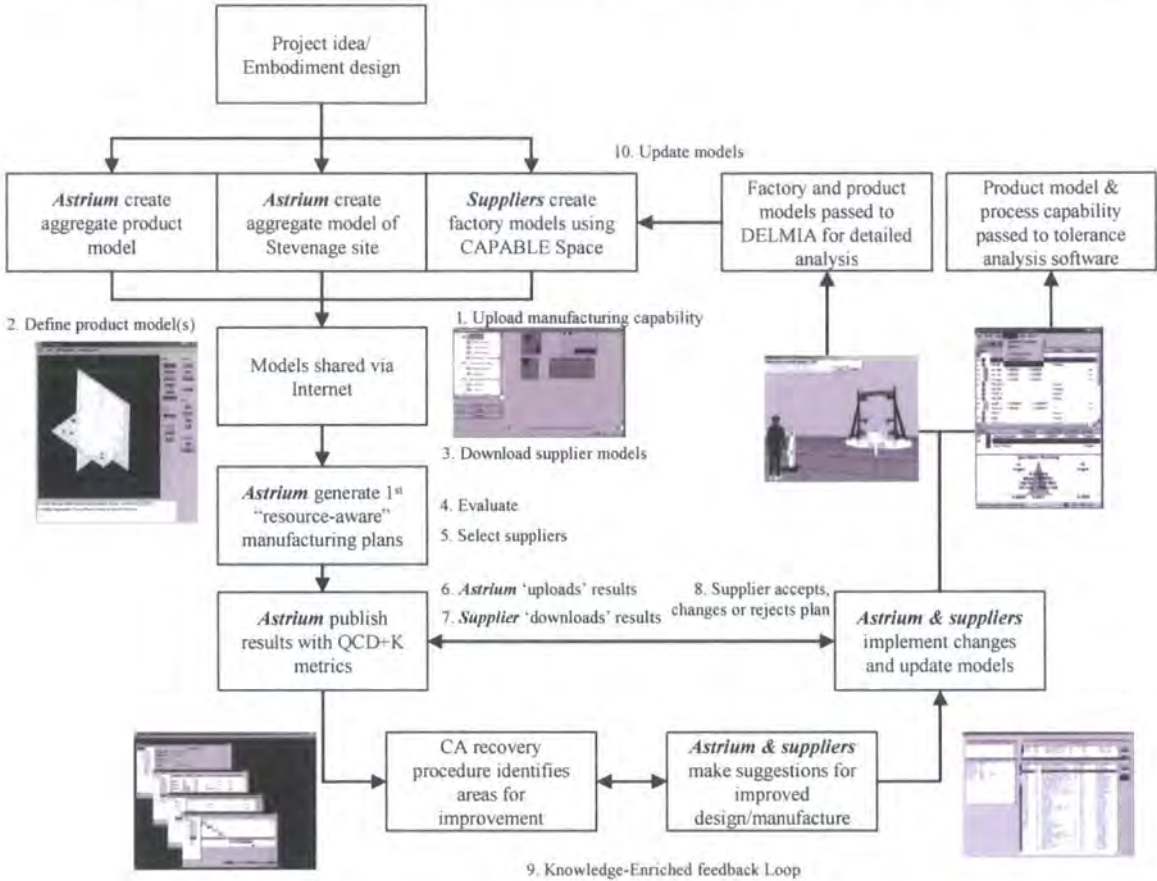 Project idea/
Embodiment design
10. Update models
Astrium create
aggregate product
model
Astrium create
aggregate model of
Stevenage site
Suppliers create
factory models using
CAPABLE Space
Factory and product
models passed to
DELMIA for detailed
analysis
Product model &
process capability
passed to tolerance
analysis software
2. Define product model(s)
1. Upload manufacturing capability
Models shared via
Internet
3. Download supplier models
Astrium generate 1st
“resource-aware”
manufacturing plans
4. Evaluate
5. Select suppliers
Astrium publish
results with QCD+K
metrics
6. Astrium ‘uploads’ results
7. Supplier ‘downloads’ results
8. Supplier accepts,
changes or rejects plan
Astrium & suppliers
implement changes
and update models
CA recovery
procedure identifies
areas for
improvement
Astrium & suppliers
make suggestions for
improved
design/manufacture
9. Knowledge-Enriched feedback Loop